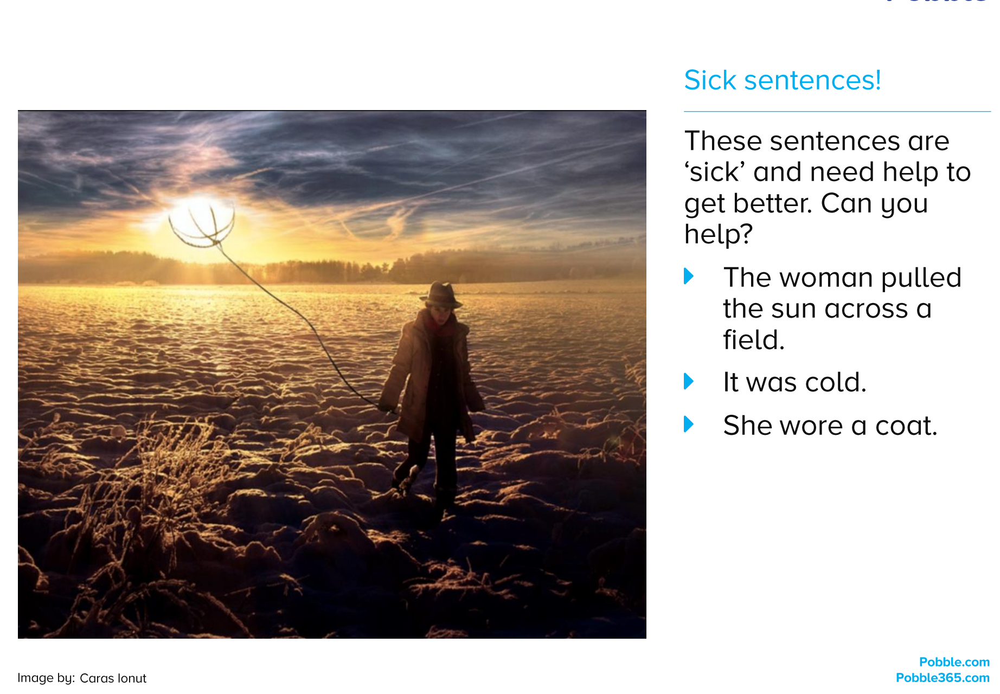 Sick sentences!
These sentences are
‘sick’ and need help to
get better. Can you
help?
The woman pulled
the sun across a
field.
It was cold.
She wore a coat.
Image by: Caras Ionut
Pobble.com
Pobble365.com